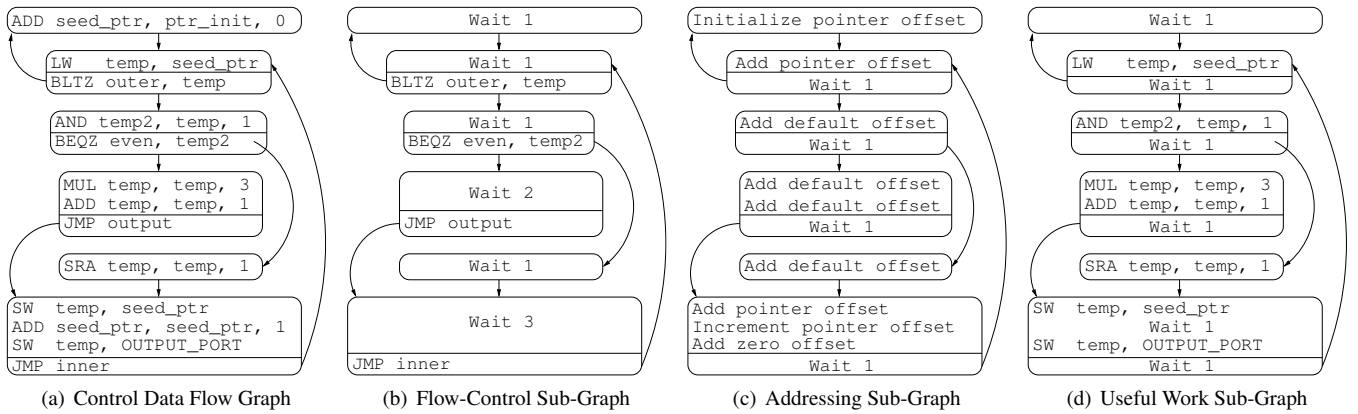 ADD seed_ptr, ptr_init, 0
LW temp, seed_ptr
BLTZ outer, temp
AND temp2, temp, 1
BEQZ even, temp2
MUL temp, temp, 3
ADD temp, temp, 1
JMP output
SRA temp, temp, 1
SW temp, seed_ptr
ADD seed_ptr, seed_ptr, 1
SW temp, OUTPUT_PORT
JMP inner
(a) Control Data Flow Graph
Wait 1
Wait 1
BLTZ outer, temp
Wait 1
BEQZ even, temp2
Wait 2
JMP output
Wait 1
Wait 3
JMP inner
(b) Flow-Control Sub-Graph
Initialize pointer offset
Add pointer offset
Wait 1
Add default offset
Wait 1
Add default offset
Add default offset
Wait 1
Add default offset
Add pointer offset
Increment pointer offset
Add zero offset
Wait 1
(c) Addressing Sub-Graph
Wait 1
LW temp, seed_ptr
Wait 1
AND temp2, temp, 1
Wait 1
MUL temp, temp, 3
ADD temp, temp, 1
Wait 1
SRA temp, temp, 1
SW temp, seed_ptr
Wait 1
SW temp, OUTPUT_PORT
Wait 1
(d) Useful Work Sub-Graph